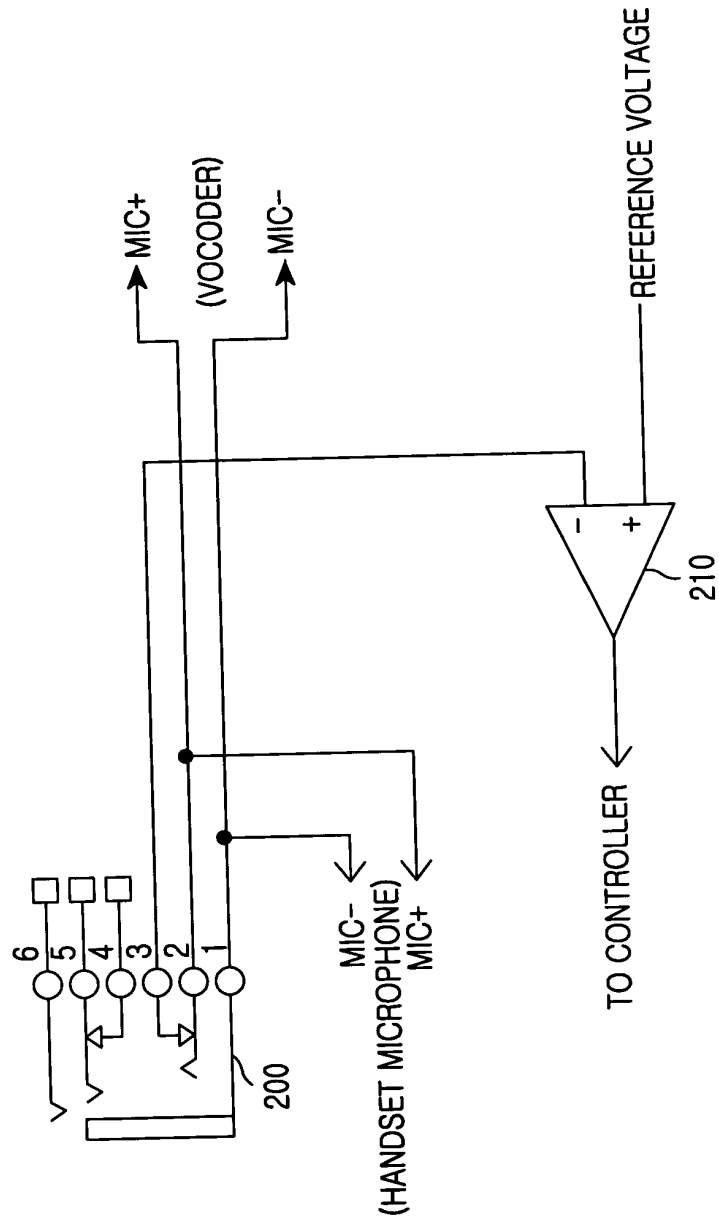 6
5
4
3
2
1
200
MIC+
(VOCODER)
MIC-
MIC-
(HANDSET MICROPHONE)
MIC+
-
+
210
REFERENCE VOLTAGE
TO CONTROLLER